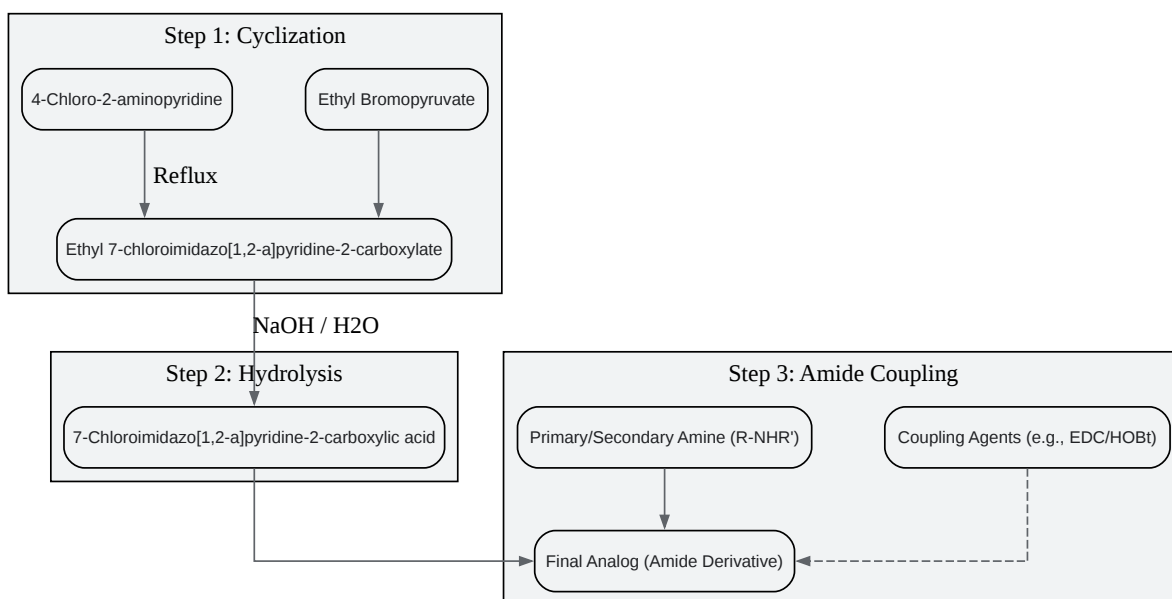 Step 1: Cyclization
4-Chloro-2-aminopyridine
Ethyl Bromopyruvate
Reflux
Ethyl 7-chloroimidazo[1,2-a]pyridine-2-carboxylate
NaOH / H2O
Step 2: Hydrolysis
7-Chloroimidazo[1,2-a]pyridine-2-carboxylic acid
Step 3: Amide Coupling
Primary/Secondary Amine (R-NHR')
Coupling Agents (e.g., EDC/HOBt)
Final Analog (Amide Derivative)